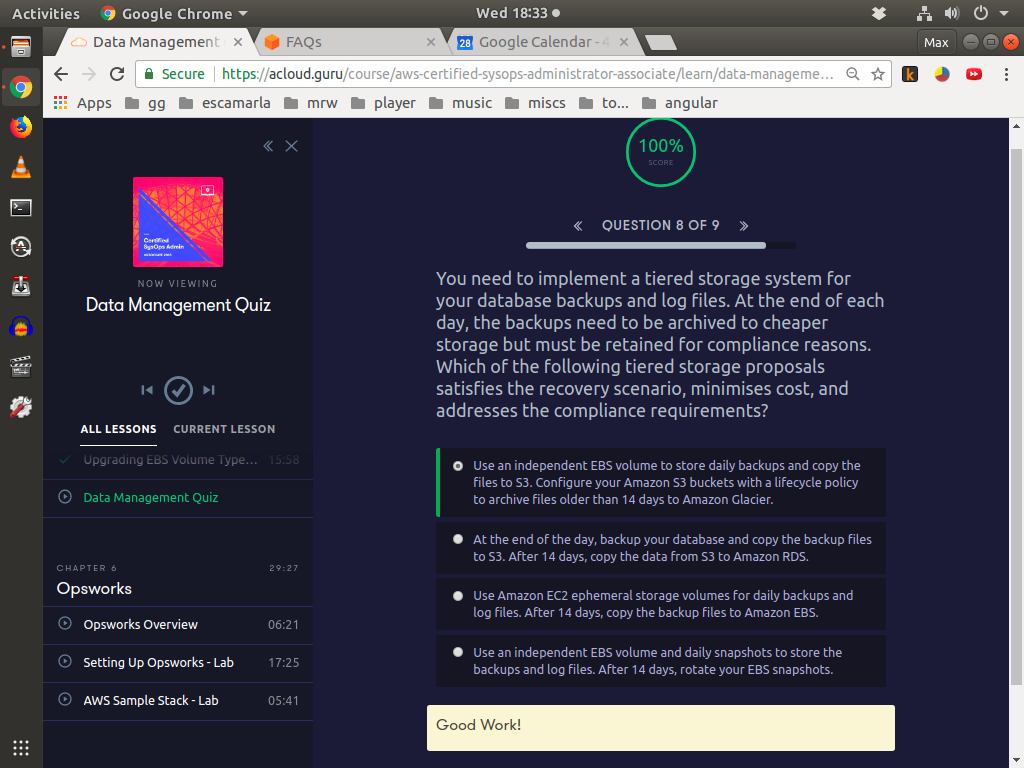 Activities
Google Chrome
Wed 18:33
Data Management
FAQs
28
Google Calendar - 4
Max
Secure
https://acloud.guru/course/aws-certified-sysops-administrator-associate/learn/data-manageme...
k
Apps
gg
escamarla
mrw
player
music
miscs
to...
angular
Certified
SysOps Admin
NOW VIEWING
Data Management Quiz
ALL LESSONS
CURRENT LESSON
Upgrading EBS Volume Type... 15:58
Data Management Quiz
CHAPTER 6 29:27
Opsworks
Opsworks Overview 06:21
Setting Up Opsworks - Lab 17:25
AWS Sample Stack - Lab 05:41
100%
SCORE
« QUESTION 8 OF 9 »
You need to implement a tiered storage system for
your database backups and log files. At the end of each
day, the backups need to be archived to cheaper
storage but must be retained for compliance reasons.
Which of the following tiered storage proposals
satisfies the recovery scenario, minimises cost, and
addresses the compliance requirements?
Use an independent EBS volume to store daily backups and copy the
files to S3. Configure your Amazon S3 buckets with a lifecycle policy
to archive files older than 14 days to Amazon Glacier.
At the end of the day, backup your database and copy the backup files
to S3. After 14 days, copy the data from S3 to Amazon RDS.
Use Amazon EC2 ephemeral storage volumes for daily backups and
log files. After 14 days, copy the backup files to Amazon EBS.
Use an independent EBS volume and daily snapshots to store the
backups and log files. After 14 days, rotate your EBS snapshots.
Good Work!